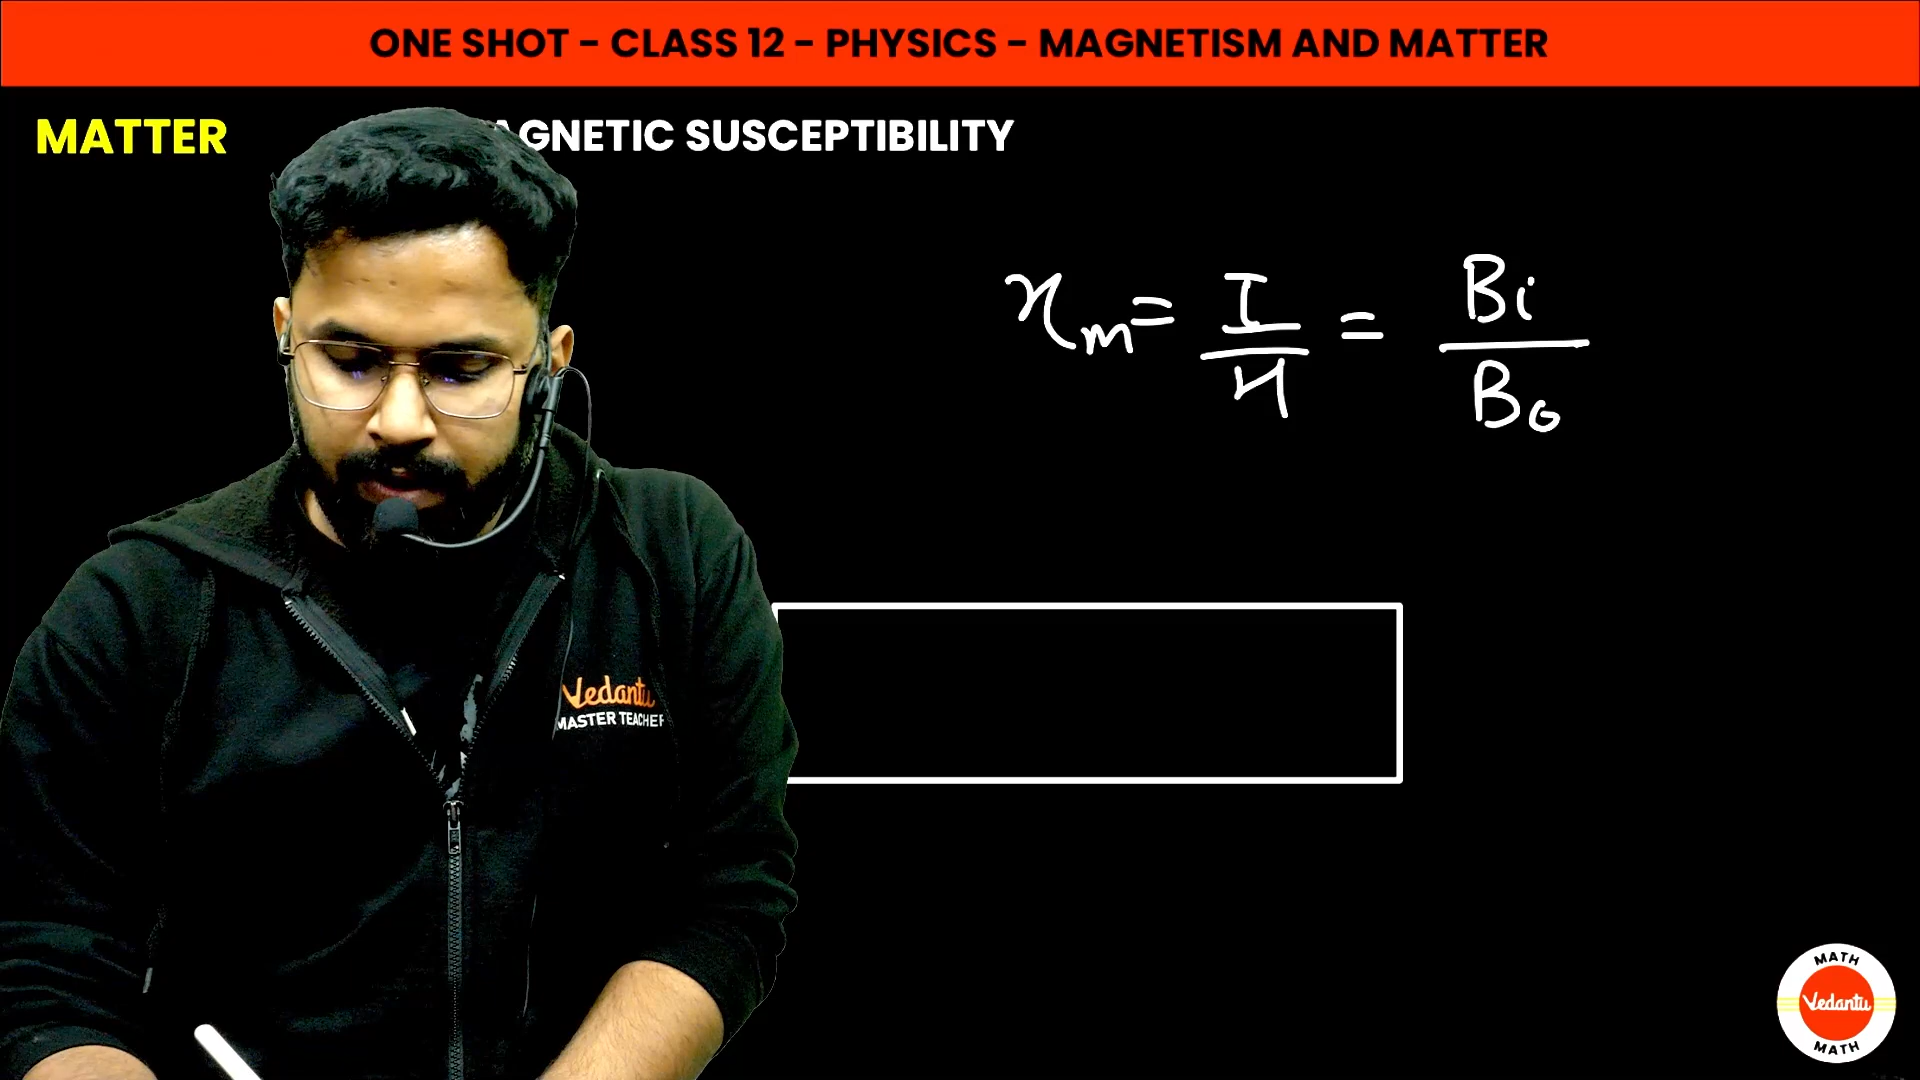 ONE SHOT - CLASS 12 - PHYSICS - MAGNETISM AND MATTER
MATTER
AGNETIC SUSCEPTIBILITY
χm = I/H = Bi/B0
Vedantu
MASTER TEACHER
MATH
Vedantu
MATH